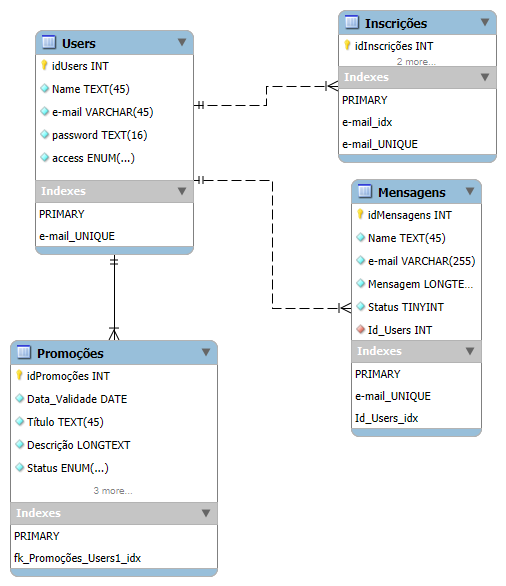 Users
idUsers INT
Name TEXT(45)
e-mail VARCHAR(45)
password TEXT(16)
access ENUM(...)
Indexes
PRIMARY
e-mail_UNIQUE
Inscrições
idInscrições INT
2 more...
Indexes
PRIMARY
e-mail_idx
e-mail_UNIQUE
Mensagens
idMensagens INT
Name TEXT(45)
e-mail VARCHAR(255)
Mensagem LONGTE...
Status TINYINT
Id_Users INT
Indexes
PRIMARY
e-mail_UNIQUE
Id_Users_idx
Promoções
idPromoções INT
Data_Validade DATE
Título TEXT(45)
Descrição LONGTEXT
Status ENUM(...)
3 more...
Indexes
PRIMARY
fk_Promoções_Users1_idx